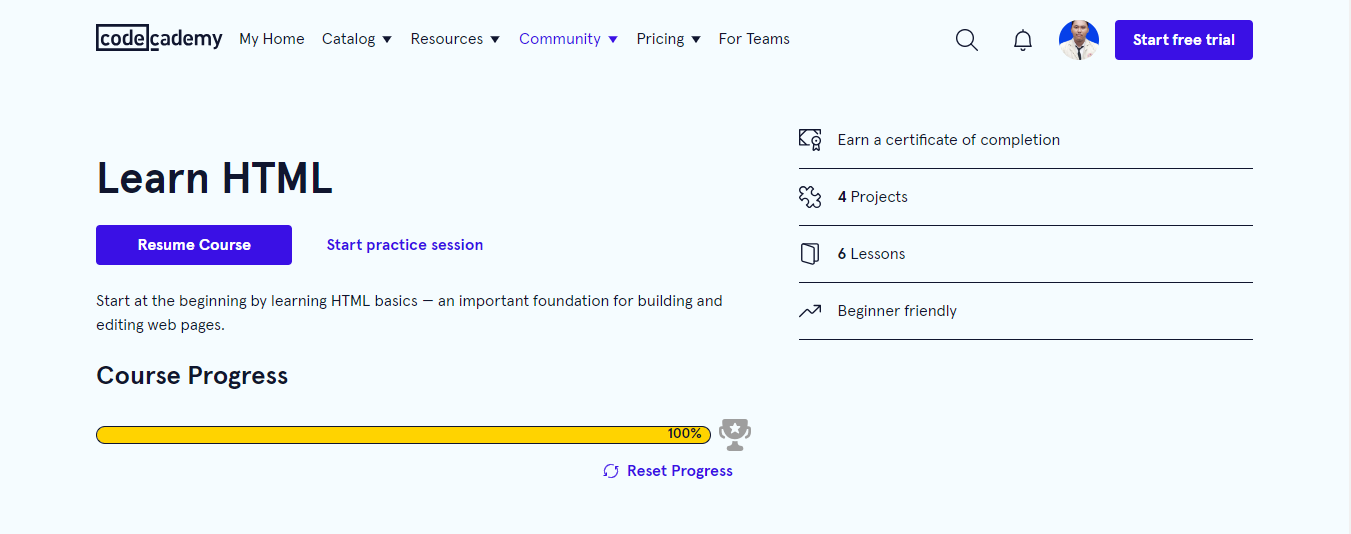 codecademy My Home Catalog Resources Community Pricing For Teams Start free trial
Learn HTML
Resume Course Start practice session
Start at the beginning by learning HTML basics — an important foundation for building and
editing web pages.
Course Progress
100%
Reset Progress
Earn a certificate of completion
4 Projects
6 Lessons
Beginner friendly